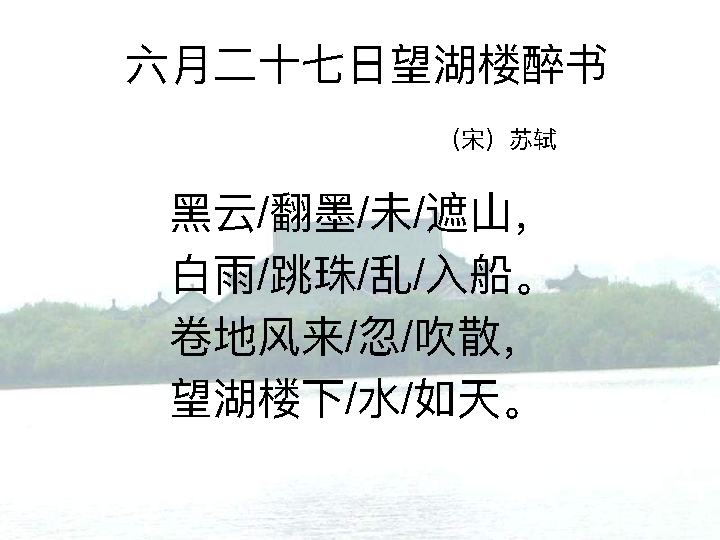 六月二十七日望湖楼醉书
（宋）苏轼
黑云/翻墨/未/遮山，
白雨/跳珠/乱/入船。
卷地风来/忽/吹散，
望湖楼下/水/如天。